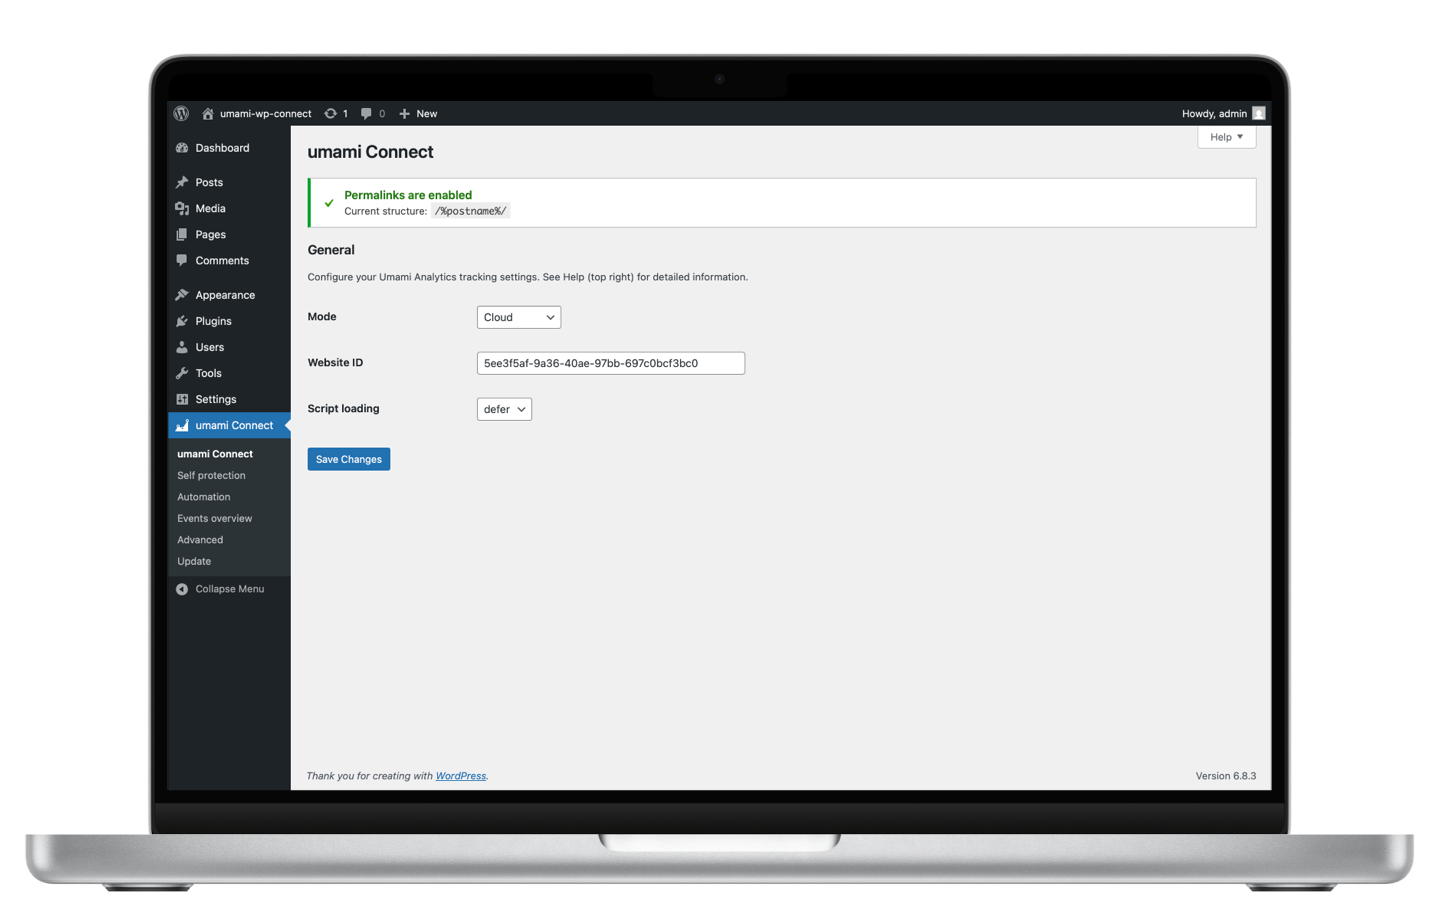 umami-wp-connect 1 0 New Howdy, admin
Help
Dashboard
Posts
Media
Pages
Comments
Appearance
Plugins
Users
Tools
Settings
umami Connect
umami Connect
Self protection
Automation
Events overview
Advanced
Update
Collapse Menu
umami Connect
Permalinks are enabled
Current structure: /%postname%/
General
Configure your Umami Analytics tracking settings. See Help (top right) for detailed information.
Mode Cloud
Website ID 5ee3f5af-9a36-40ae-97bb-697c0bcf3bc0
Script loading defer
Save Changes
Thank you for creating with WordPress. Version 6.8.3